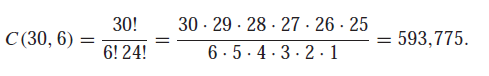 C(30, 6) = 30! / 6! 24! = 30 · 29 · 28 · 27 · 26 · 25 / 6 · 5 · 4 · 3 · 2 · 1 = 593,775.